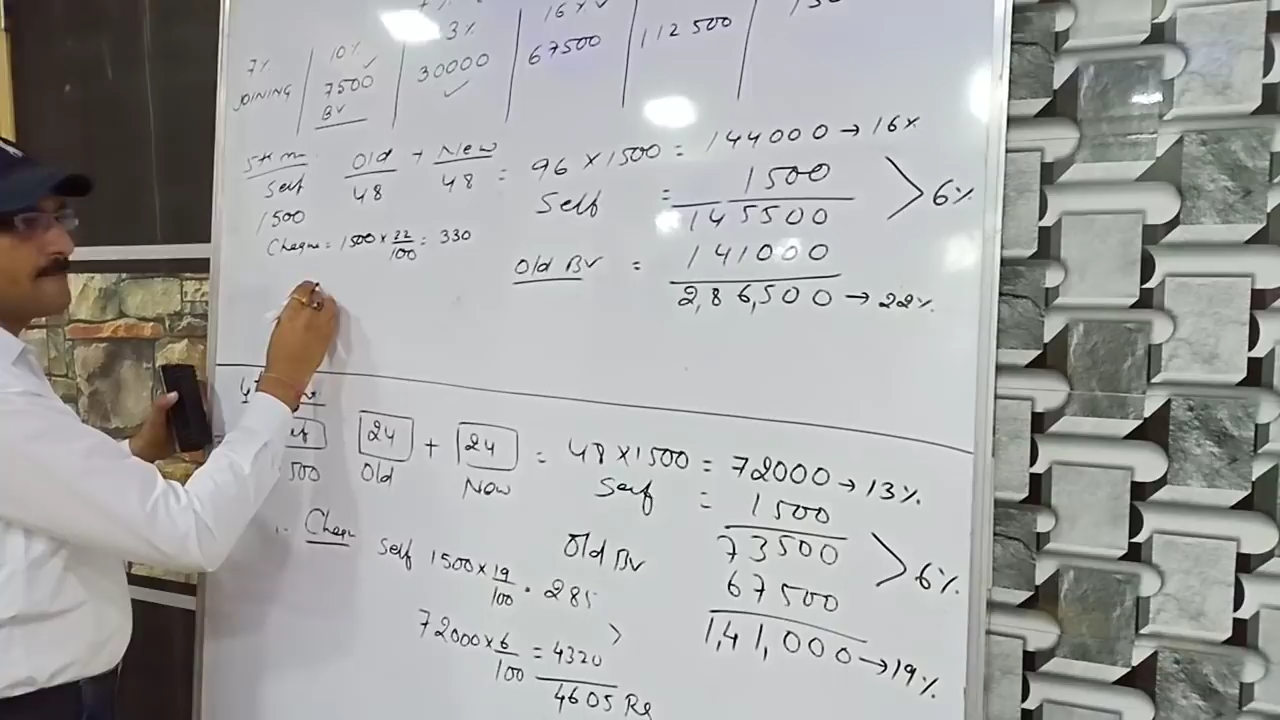 7% 10% 3% 16%
JOINING 7500 30000 67500 112500
BV
Old + New
Self 48 48 = 96 × 1500 = 144000 → 16%
1500 Self = 1500
145500 > 6%
Cheque = 1500 × 22/100 = 330
Old BV = 141000
2,86,500 → 22%
24 + 24 = 48 × 1500 = 72000 → 13%
500 Old New Self = 1500
73500 > 6%
Cheque Self 1500 × 19/100 = 285 Old BV 67500
72000 × 6/100 = 4320 1,41,000 → 19%
4605 Rs